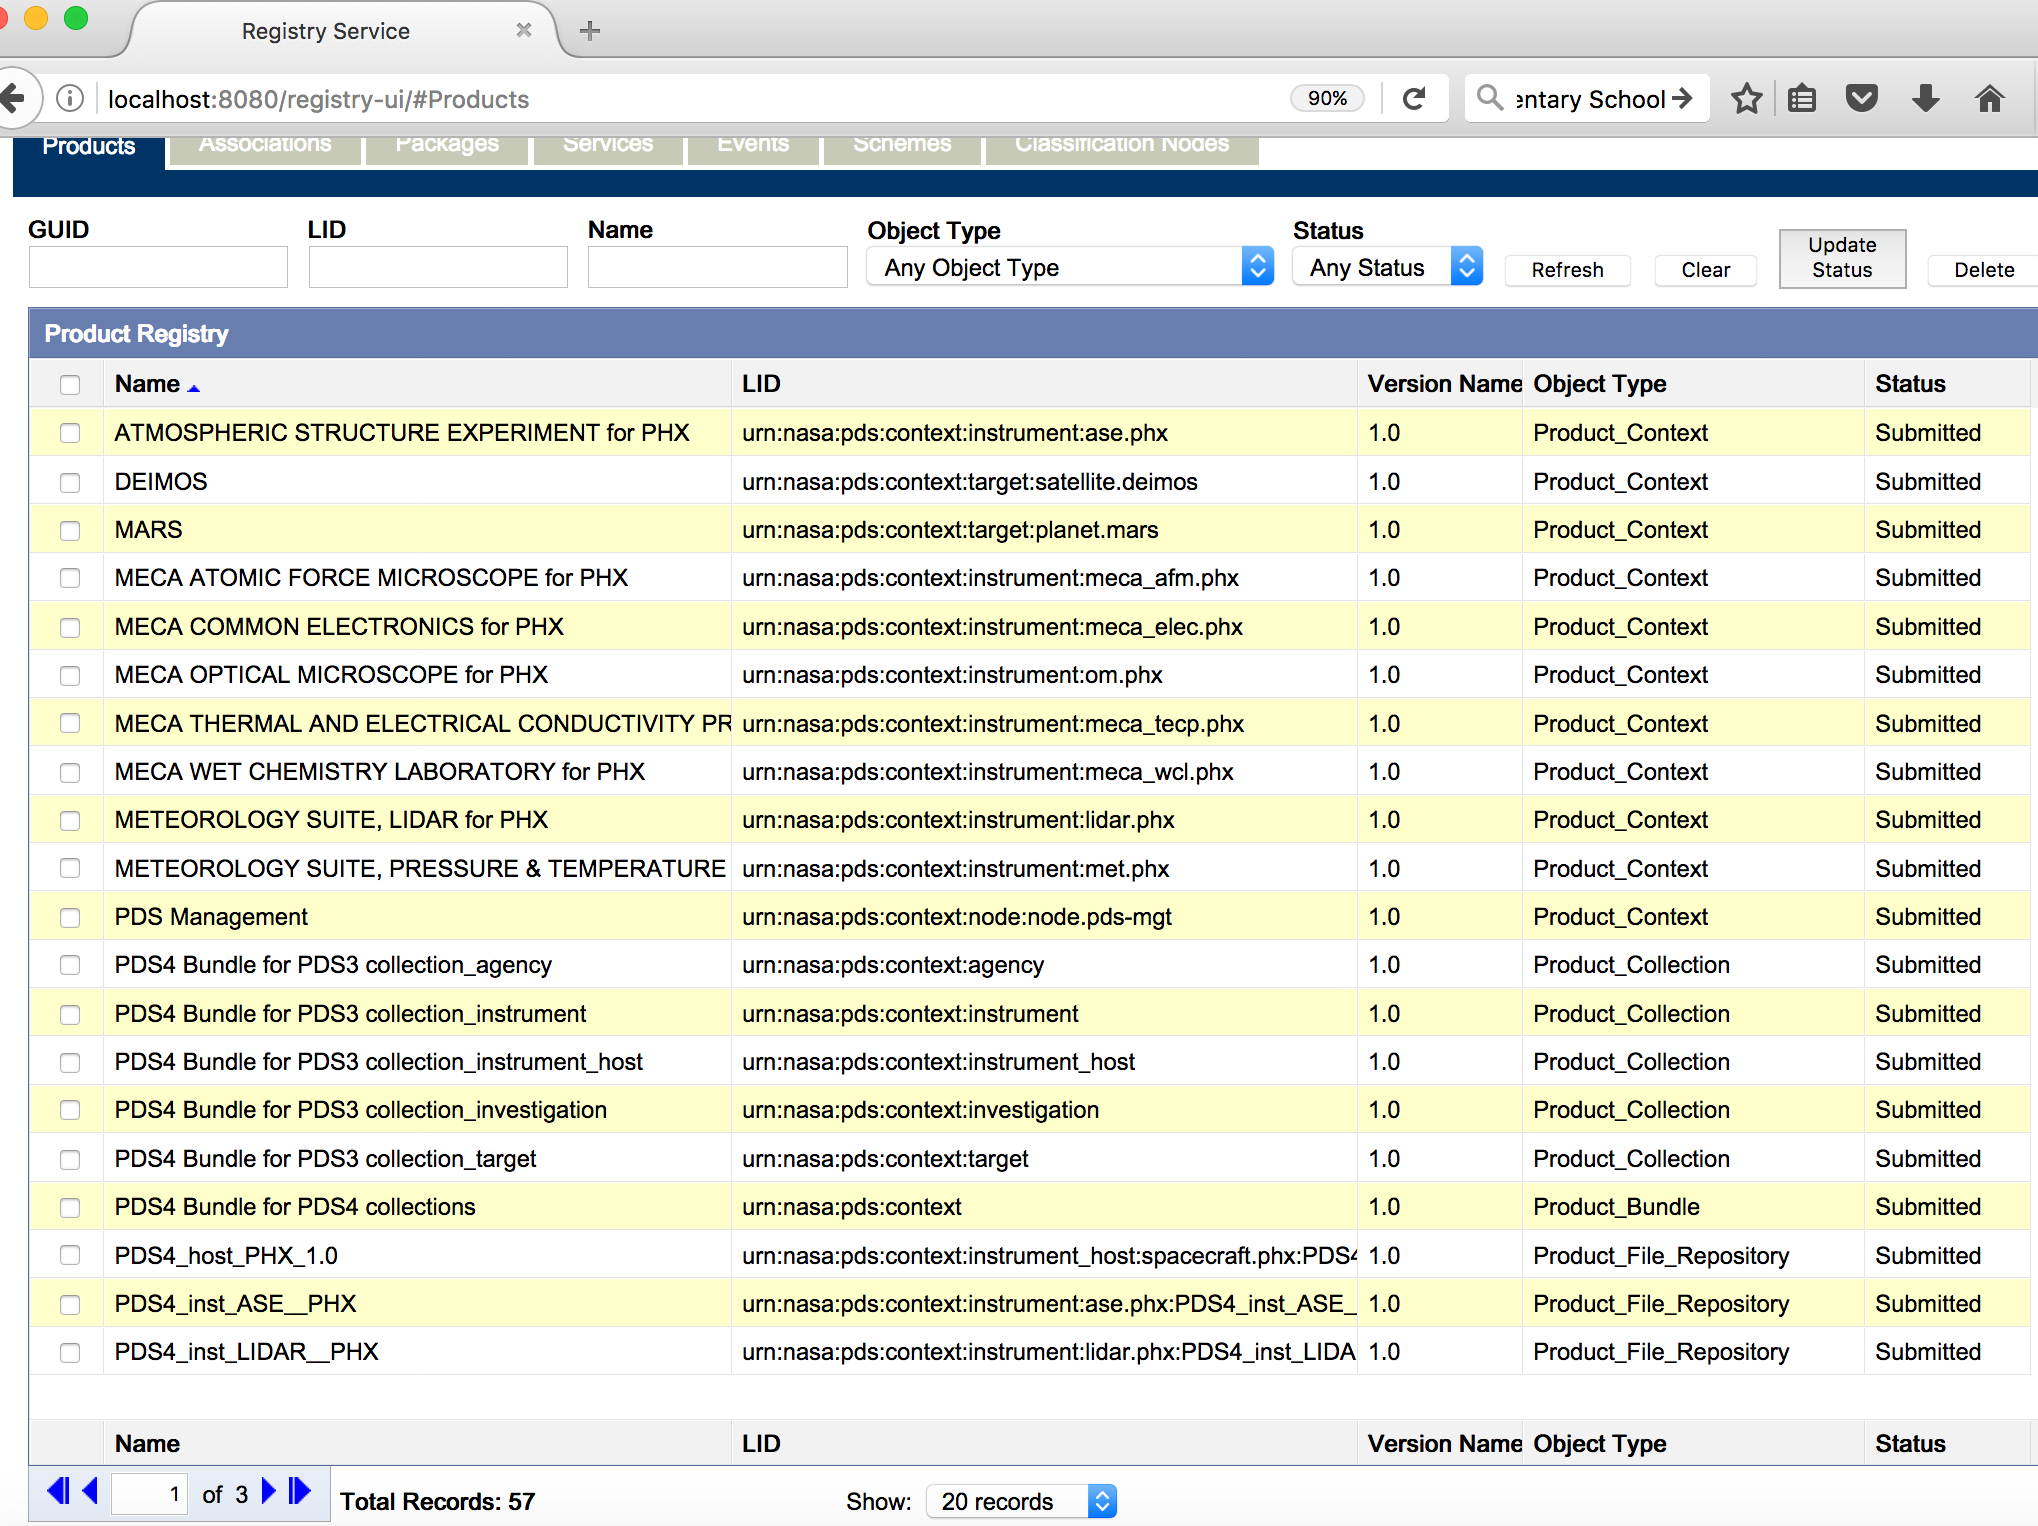 Registry Service
localhost:8080/registry-ui/#Products 90% entary School
Products Associations Packages Services Events Schemes Classification Nodes
GUID LID Name Object Type Status
Any Object Type Any Status Refresh Clear Update Status Delete
Product Registry
Name LID Version Name Object Type Status
ATMOSPHERIC STRUCTURE EXPERIMENT for PHX urn:nasa:pds:context:instrument:ase.phx 1.0 Product_Context Submitted
DEIMOS urn:nasa:pds:context:target:satellite.deimos 1.0 Product_Context Submitted
MARS urn:nasa:pds:context:target:planet.mars 1.0 Product_Context Submitted
MECA ATOMIC FORCE MICROSCOPE for PHX urn:nasa:pds:context:instrument:meca_afm.phx 1.0 Product_Context Submitted
MECA COMMON ELECTRONICS for PHX urn:nasa:pds:context:instrument:meca_elec.phx 1.0 Product_Context Submitted
MECA OPTICAL MICROSCOPE for PHX urn:nasa:pds:context:instrument:om.phx 1.0 Product_Context Submitted
MECA THERMAL AND ELECTRICAL CONDUCTIVITY PR urn:nasa:pds:context:instrument:meca_tecp.phx 1.0 Product_Context Submitted
MECA WET CHEMISTRY LABORATORY for PHX urn:nasa:pds:context:instrument:meca_wcl.phx 1.0 Product_Context Submitted
METEOROLOGY SUITE, LIDAR for PHX urn:nasa:pds:context:instrument:lidar.phx 1.0 Product_Context Submitted
METEOROLOGY SUITE, PRESSURE & TEMPERATURE urn:nasa:pds:context:instrument:met.phx 1.0 Product_Context Submitted
PDS Management urn:nasa:pds:context:node:node.pds-mgt 1.0 Product_Context Submitted
PDS4 Bundle for PDS3 collection_agency urn:nasa:pds:context:agency 1.0 Product_Collection Submitted
PDS4 Bundle for PDS3 collection_instrument urn:nasa:pds:context:instrument 1.0 Product_Collection Submitted
PDS4 Bundle for PDS3 collection_instrument_host urn:nasa:pds:context:instrument_host 1.0 Product_Collection Submitted
PDS4 Bundle for PDS3 collection_investigation urn:nasa:pds:context:investigation 1.0 Product_Collection Submitted
PDS4 Bundle for PDS3 collection_target urn:nasa:pds:context:target 1.0 Product_Collection Submitted
PDS4 Bundle for PDS4 collections urn:nasa:pds:context 1.0 Product_Bundle Submitted
PDS4_host_PHX_1.0 urn:nasa:pds:context:instrument_host:spacecraft.phx:PDS4 1.0 Product_File_Repository Submitted
PDS4_inst_ASE__PHX urn:nasa:pds:context:instrument:ase.phx:PDS4_inst_ASE_ 1.0 Product_File_Repository Submitted
PDS4_inst_LIDAR__PHX urn:nasa:pds:context:instrument:lidar.phx:PDS4_inst_LIDA 1.0 Product_File_Repository Submitted
Name LID Version Name Object Type Status
1 of 3 Total Records: 57 Show: 20 records